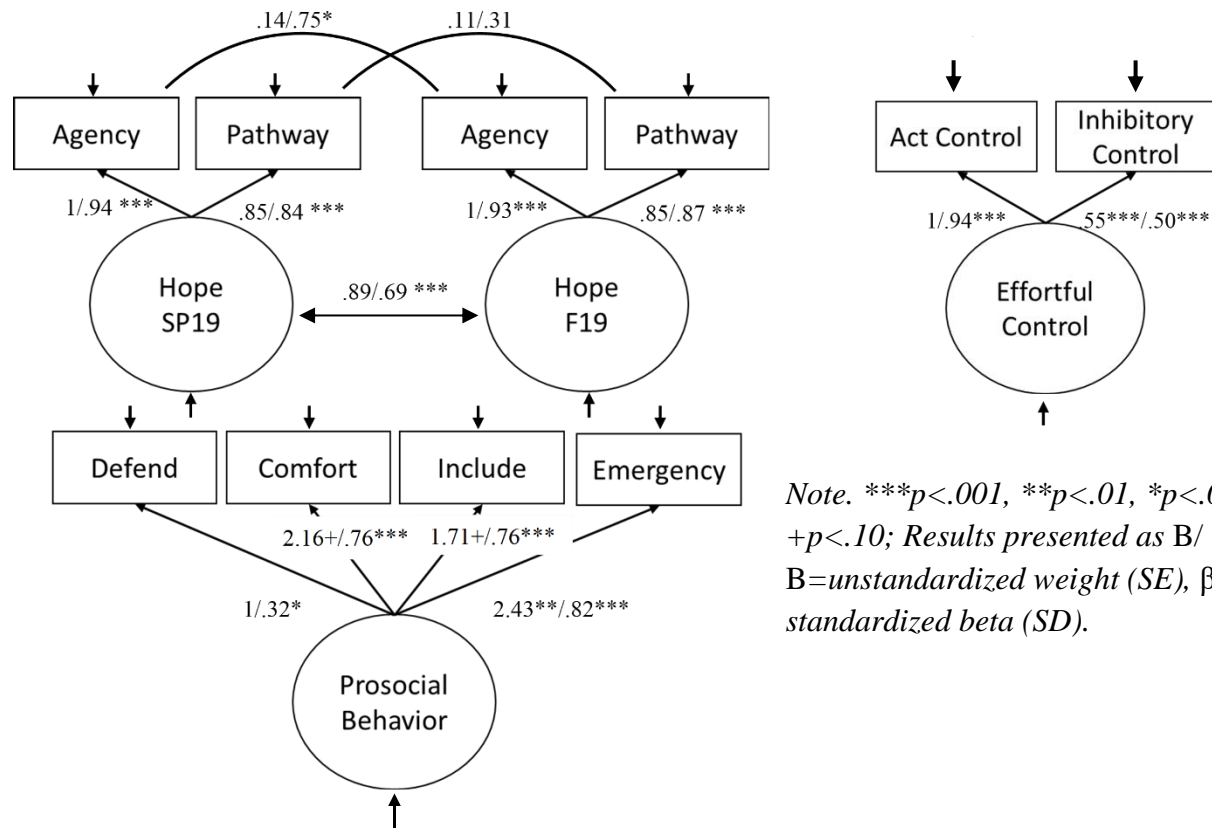 .14/.75*
.11/.31
Agency
Pathway
Agency
Pathway
1/.94 ***
.85/.84 ***
1/.93***
.85/.87 ***
Hope
SP19
.89/.69 ***
Hope
F19
Defend
Comfort
Include
Emergency
2.16+/.76***
1.71+/.76***
1/.32*
2.43**/.82***
Prosocial
Behavior
Act Control
Inhibitory
Control
1/.94***
.55***/.50***
Effortful
Control
Note. ***p<.001, **p<.01, *p<.0
+p<.10; Results presented as B/
B=unstandardized weight (SE), β
standardized beta (SD).